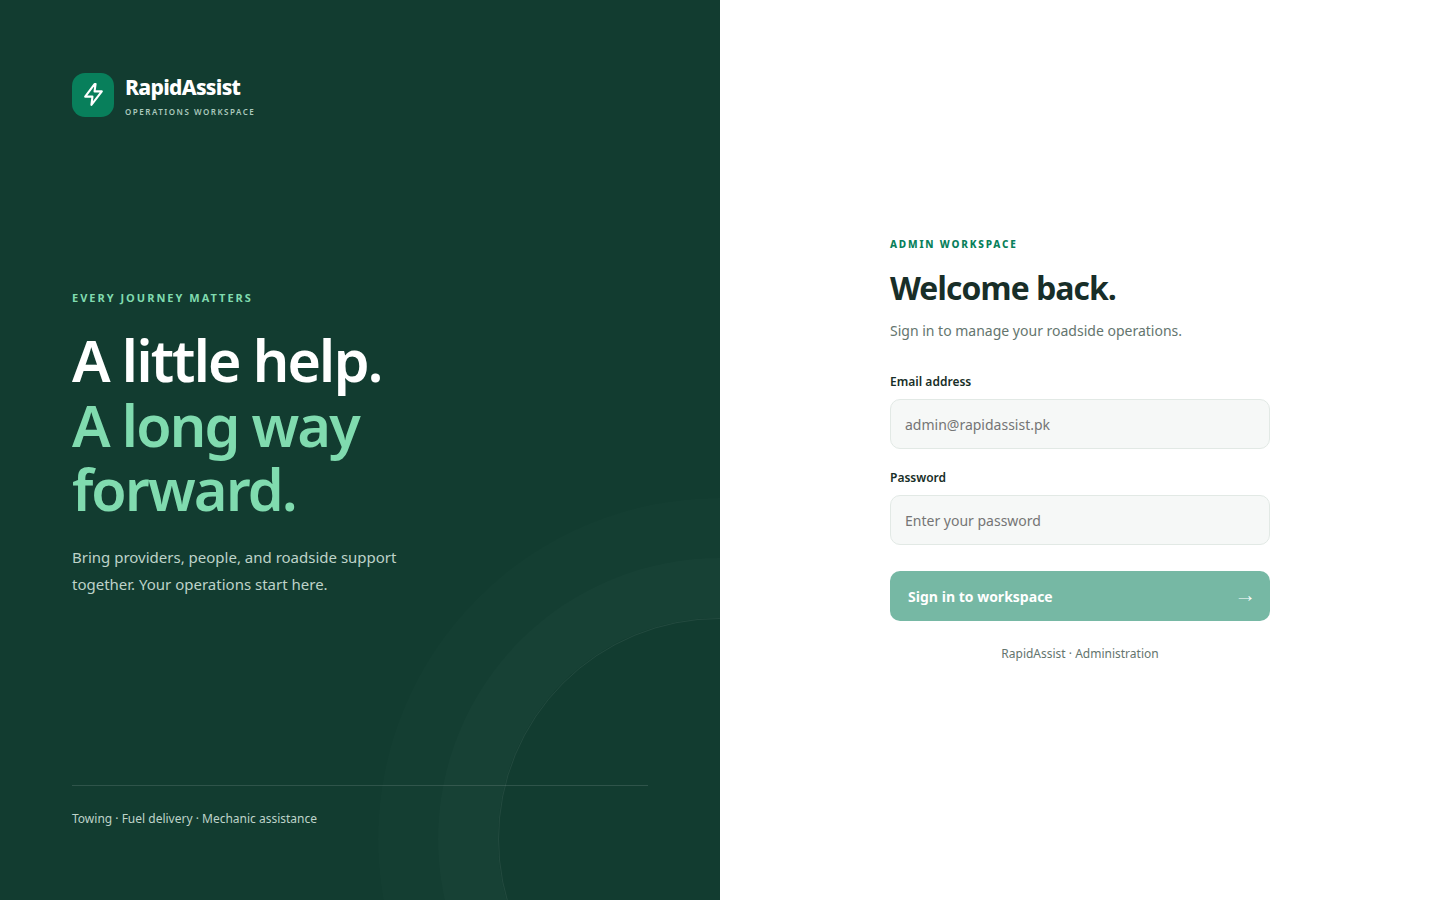 RapidAssist
OPERATIONS WORKSPACE
EVERY JOURNEY MATTERS
A little help.
A long way
forward.
Bring providers, people, and roadside support
together. Your operations start here.
Towing · Fuel delivery · Mechanic assistance
ADMIN WORKSPACE
Welcome back.
Sign in to manage your roadside operations.
Email address
admin@rapidassist.pk
Password
Enter your password
Sign in to workspace →
RapidAssist · Administration